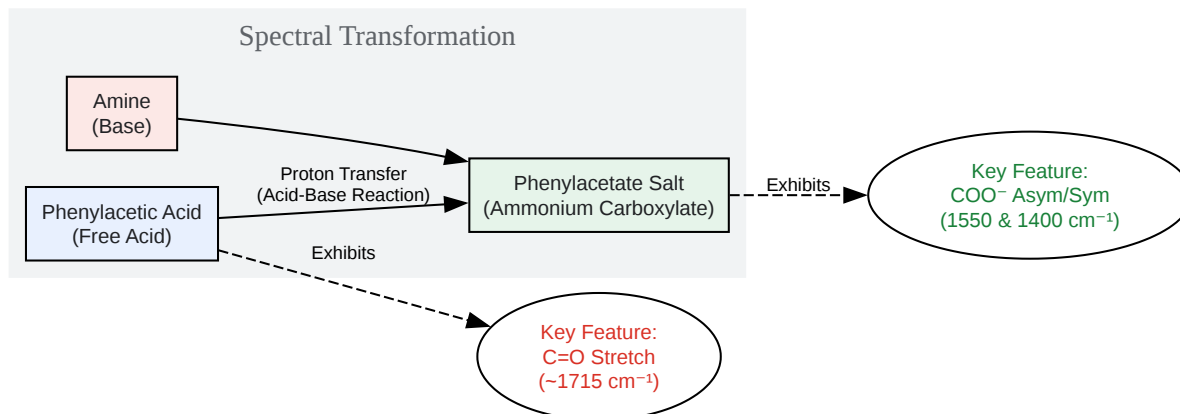 Spectral Transformation
Amine
(Base)
Proton Transfer
(Acid-Base Reaction)
Phenylacetic Acid
(Free Acid)
Phenylacetate Salt
(Ammonium Carboxylate)
Exhibits
Key Feature:
COO⁻ Asym/Sym
(1550 & 1400 cm⁻¹)
Exhibits
Key Feature:
C=O Stretch
(~1715 cm⁻¹)